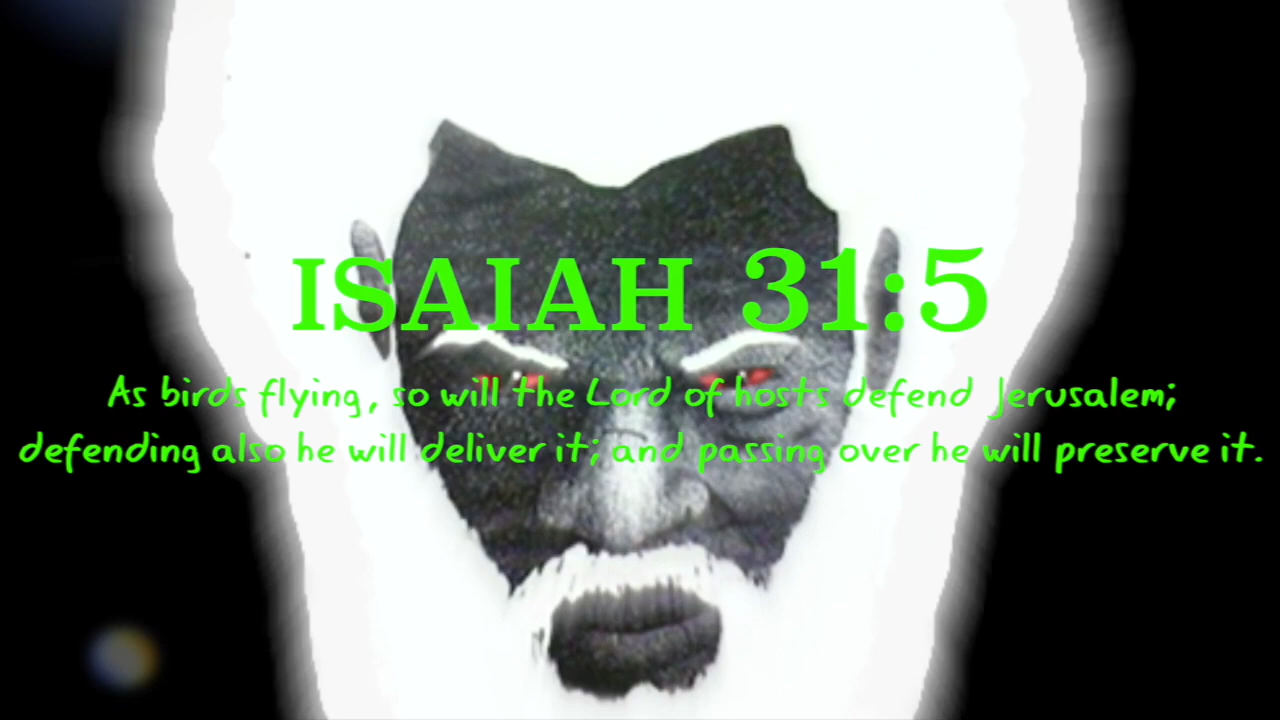 ISAIAH 31:5
As birds flying, so will the Lord of hosts defend Jerusalem;
defending also he will deliver it; and passing over he will preserve it.